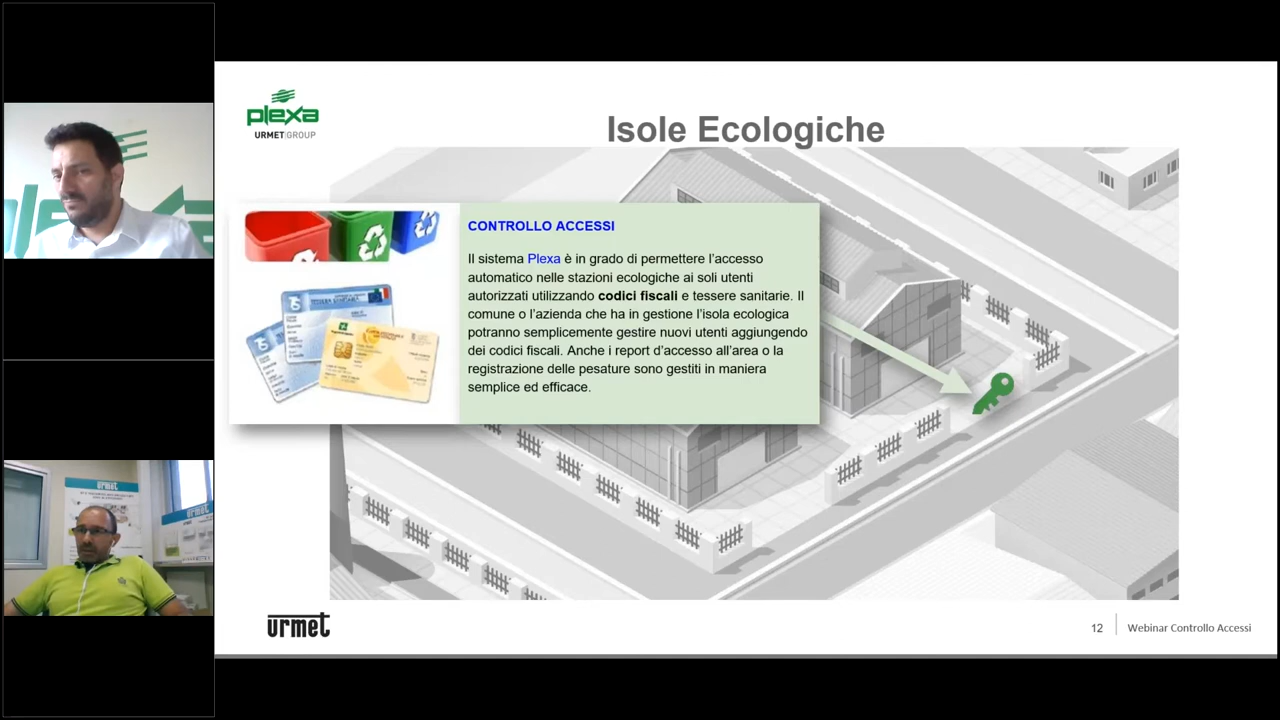 plexa
URMET|GROUP
Isole Ecologiche
CONTROLLO ACCESSI
Il sistema Plexa è in grado di permettere l'accesso
automatico nelle stazioni ecologiche ai soli utenti
autorizzati utilizzando codici fiscali e tessere sanitarie. Il
comune o l'azienda che ha in gestione l'isola ecologica
potranno semplicemente gestire nuovi utenti aggiungendo
dei codici fiscali. Anche i report d'accesso all'area o la
registrazione delle pesature sono gestiti in maniera
semplice ed efficace.
TESSERA SANITARIA
urmet
urmet
12
Webinar Controllo Accessi